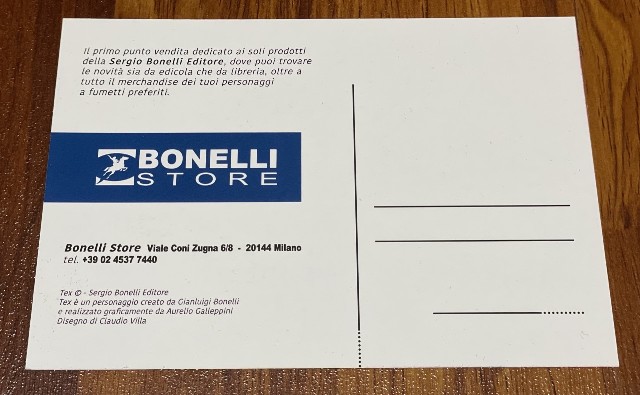 Il primo punto vendita dedicato ai soli prodotti
della Sergio Bonelli Editore, dove puoi trovare
le novità sia da edicola che da libreria, oltre a
tutto il merchandise dei tuoi personaggi
a fumetti preferiti.
BONELLI
STORE
Bonelli Store Viale Coni Zugna 6/8 - 20144 Milano
tel. +39 02 4537 7440
Tex © - Sergio Bonelli Editore
Tex è un personaggio creato da Gianluigi Bonelli
e realizzato graficamente da Aurelio Galleppini
Disegno di Claudio Villa